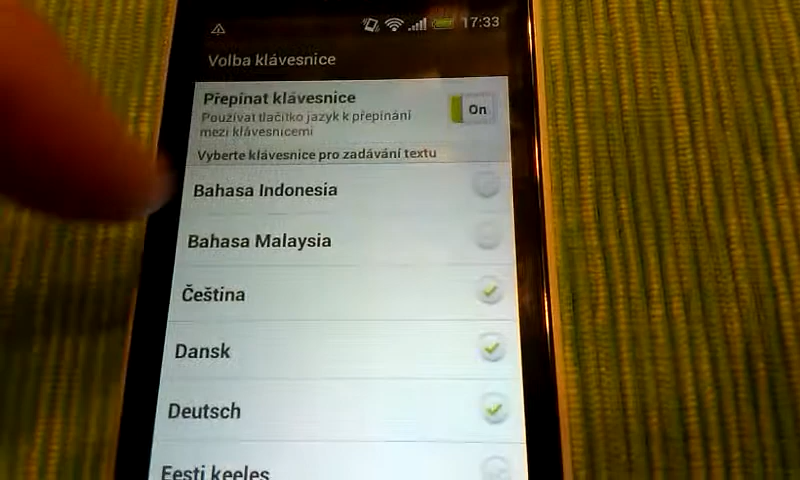 17:33
Volba klávesnice
Přepínat klávesnice
Používat tlačítko jazyk k přepínání
mezi klávesnicemi
On
Vyberte klávesnice pro zadávání textu
Bahasa Indonesia
Bahasa Malaysia
Čeština
Dansk
Deutsch
Eesti keeles